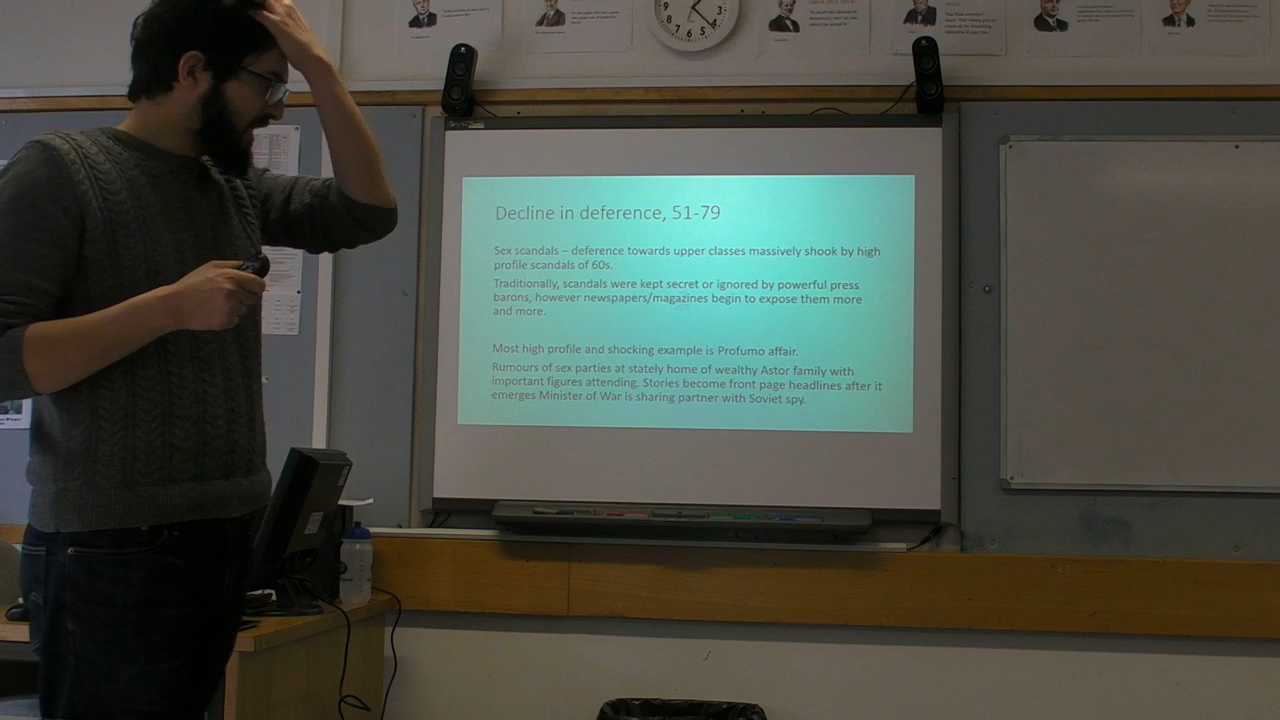 Decline in deference, 51-79
Sex scandals – deference towards upper classes massively shook by high
profile scandals of 60s.
Traditionally, scandals were kept secret or ignored by powerful press
barons, however newspapers/magazines begin to expose them more
and more.
Most high profile and shocking example is Profumo affair.
Rumours of sex parties at stately home of wealthy Astor family with
important figures attending. Stories become front page headlines after it
emerges Minister of War is sharing partner with Soviet spy.